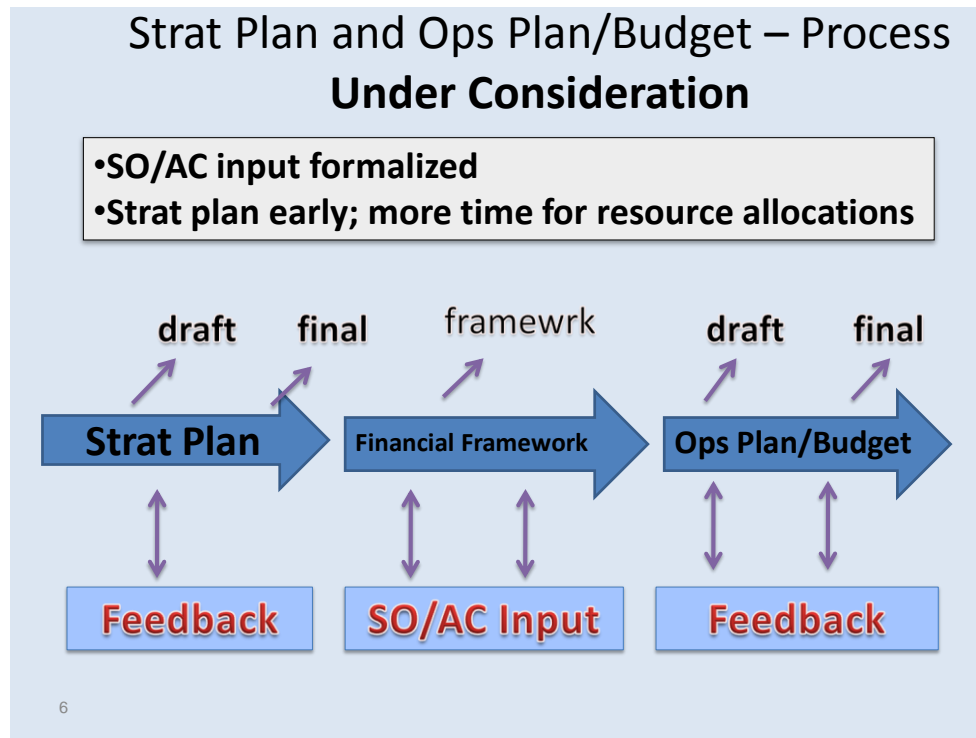 Strat Plan and Ops Plan/Budget – Process
Under Consideration
•SO/AC input formalized
•Strat plan early; more time for resource allocations
draft final framewrk draft final
Strat Plan Financial Framework Ops Plan/Budget
Feedback SO/AC Input Feedback
6